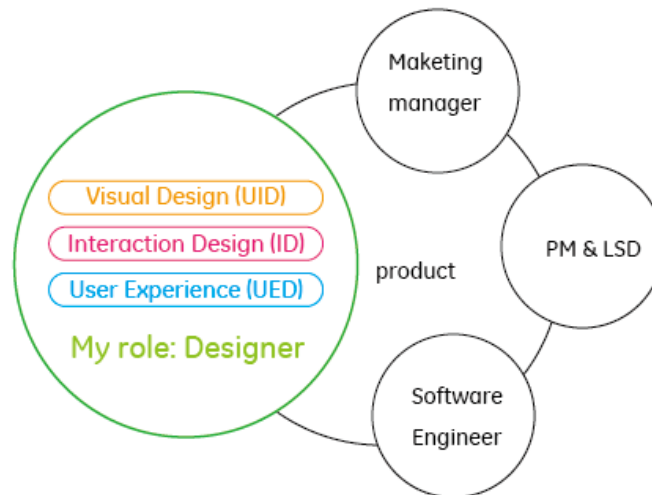 Maketing
manager
Visual Design (UID)
Interaction Design (ID)
User Experience (UED)
My role: Designer
product
PM & LSD
Software
Engineer